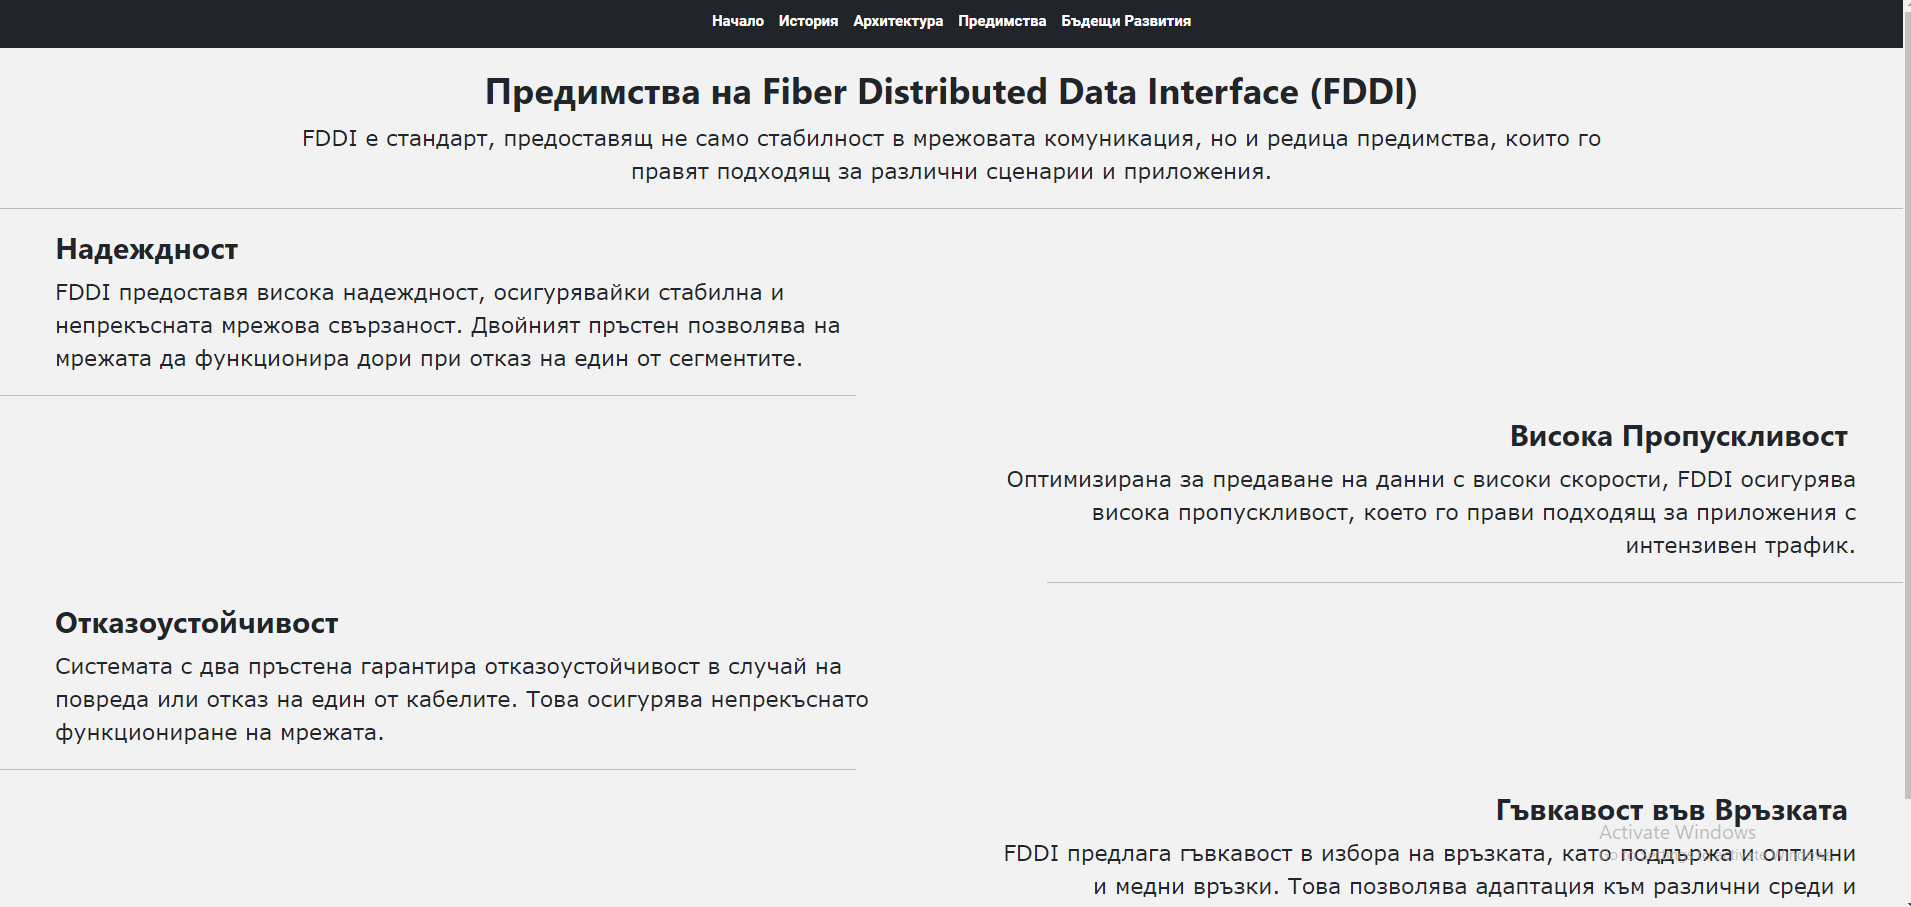 Начало История Архитектура Предимства Бъдещи Развития
Предимства на Fiber Distributed Data Interface (FDDI)
FDDI е стандарт, предоставящ не само стабилност в мрежовата комуникация, но и редица предимства, които го
правят подходящ за различни сценарии и приложения.
Надеждност
FDDI предоставя висока надеждност, осигурявайки стабилна и
непрекъсната мрежова свързаност. Двойният пръстен позволява на
мрежата да функционира дори при отказ на един от сегментите.
Висока Пропускливост
Оптимизирана за предаване на данни с високи скорости, FDDI осигурява
висока пропускливост, което го прави подходящ за приложения с
интензивен трафик.
Отказоустойчивост
Системата с два пръстена гарантира отказоустойчивост в случай на
повреда или отказ на един от кабелите. Това осигурява непрекъснато
функциониране на мрежата.
Гъвкавост във Връзката
Activate Windows
FDDI предлага гъвкавост в избора на връзката, като поддържа и оптични
и медни връзки. Това позволява адаптация към различни среди и